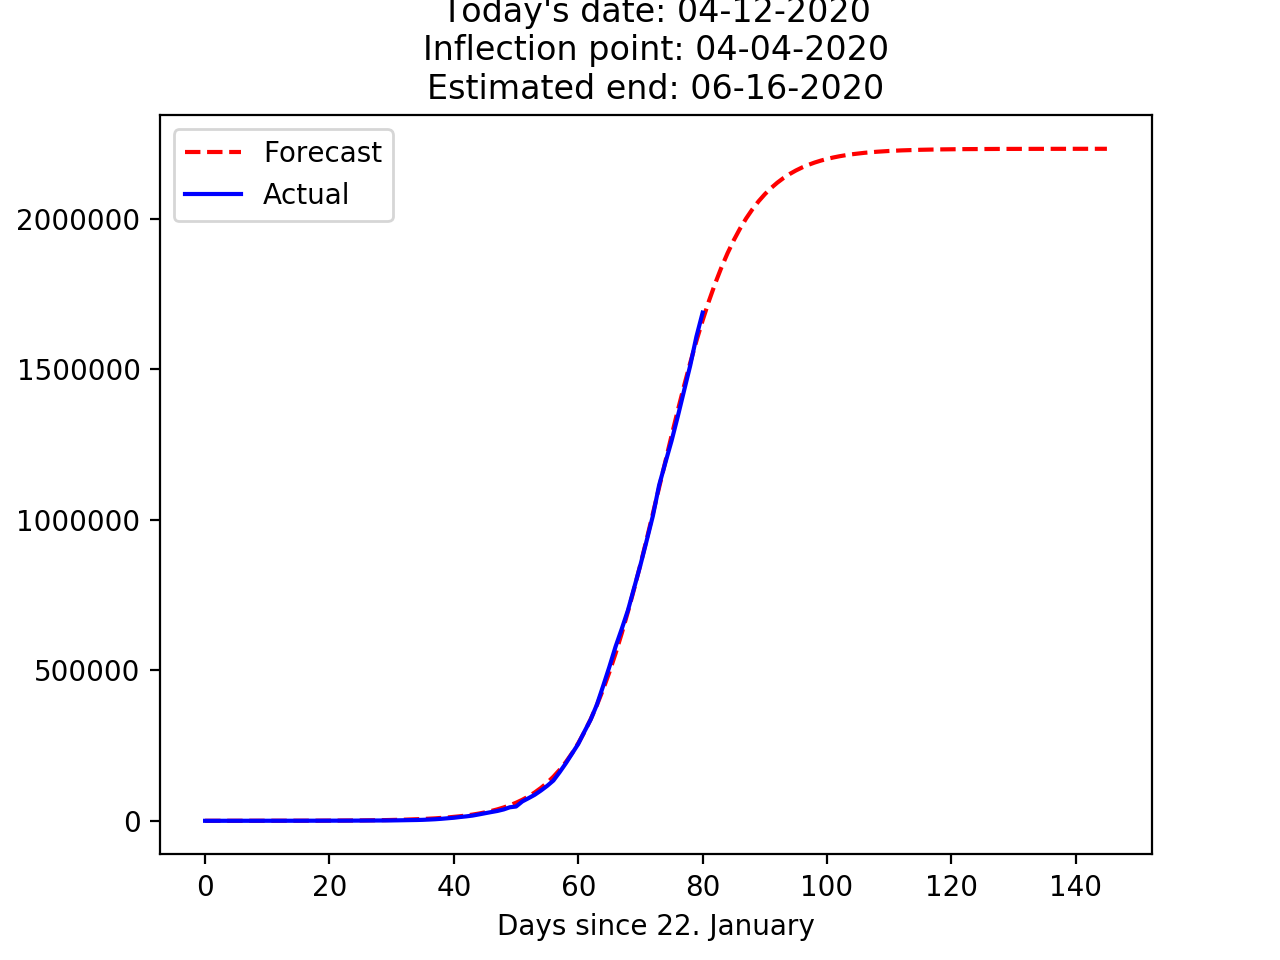 Today's date: 04-12-2020
Inflection point: 04-04-2020
Estimated end: 06-16-2020
Forecast
Actual
2000000
1500000
1000000
500000
0
0 20 40 60 80 100 120 140
Days since 22. January